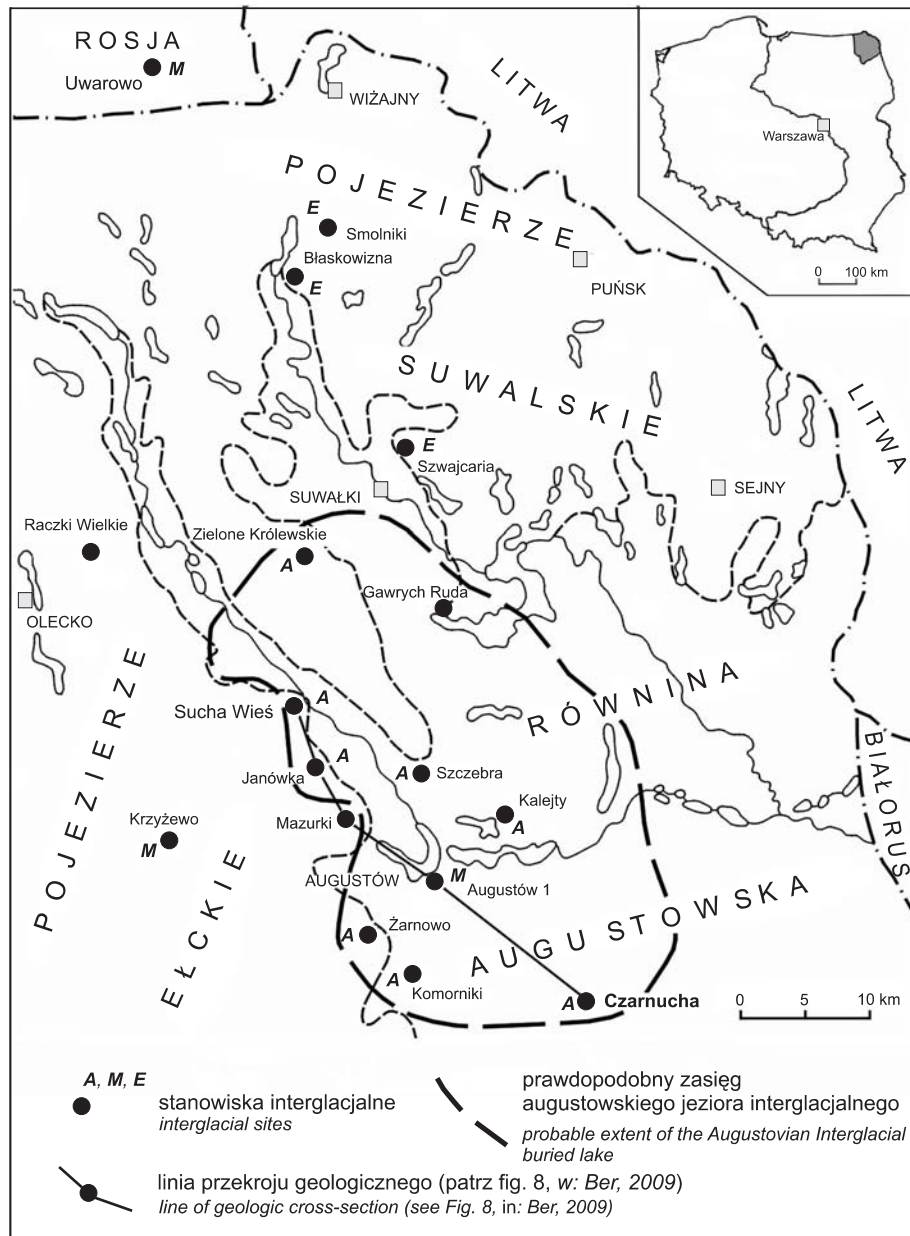 ROSJA
Uwarowo M
WIŻAJNY
LITWA
Warszawa
0 100 km
POJEZIERZE
E
Smolniki
Błaskowizna
E
PUŃSK
SUWALSKIE
LITWA
E
Szwajcaria
SUWAŁKI
SEJNY
Raczki Wielkie
Zielone Królewskie
A
Gawrych Ruda
OLECKO
POJEZIERZE
RÓWNINA
A
Sucha Wieś
A
Janówka
A Szczebra
BIAŁORUS
Kalejty
A
Mazurki
Krzyżewo
M
EŁCKIE
AUGUSTÓW
M
Augustów 1
AUGUSTOWSKA
Żarnowo
A
A
Komorniki
A Czarnucha
0 5 10 km
A, M, E
stanowiska interglacjalne
interglacial sites
prawdopodobny zasięg
augustowskiego jeziora interglacjalnego
probable extent of the Augustovian Interglacial
buried lake
linia przekroju geologicznego (patrz fig. 8, w: Ber, 2009)
line of geologic cross-section (see Fig. 8, in: Ber, 2009)